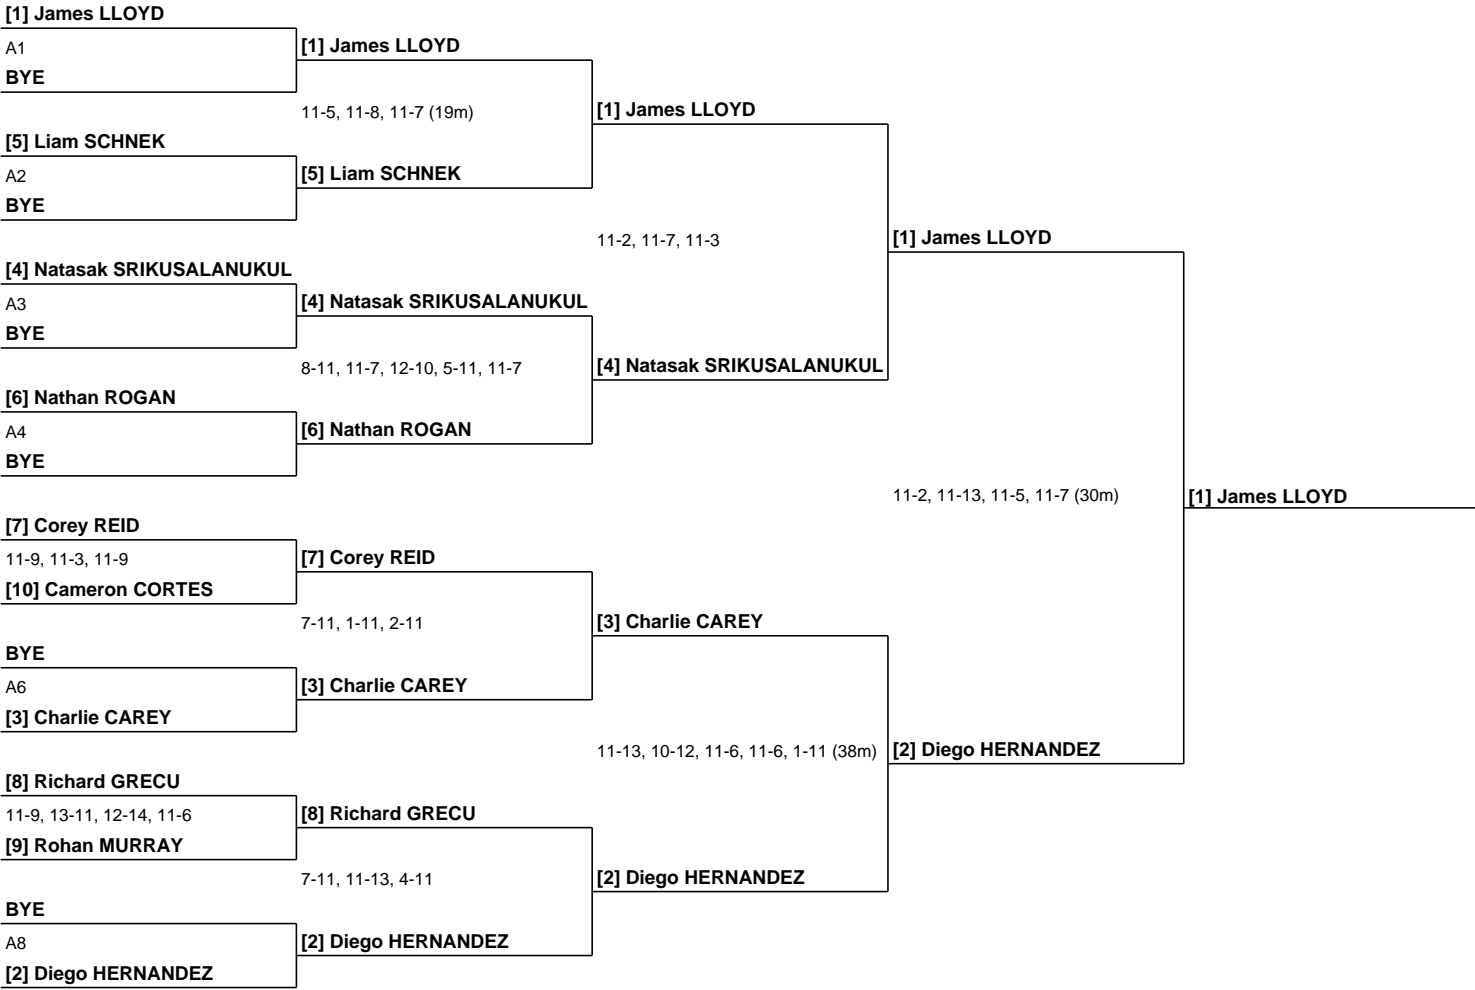 [1] James LLOYD
A1
BYE
[5] Liam SCHNEK
A2
BYE
[4] Natasak SRIKUSALANUKUL
A3
BYE
[6] Nathan ROGAN
A4
BYE
[7] Corey REID
11-9, 11-3, 11-9
[10] Cameron CORTES
BYE
A6
[3] Charlie CAREY
[8] Richard GRECU
11-9, 13-11, 12-14, 11-6
[9] Rohan MURRAY
BYE
A8
[2] Diego HERNANDEZ
[1] James LLOYD
11-5, 11-8, 11-7 (19m)
[5] Liam SCHNEK
[4] Natasak SRIKUSALANUKUL
8-11, 11-7, 12-10, 5-11, 11-7
[6] Nathan ROGAN
[7] Corey REID
7-11, 1-11, 2-11
[3] Charlie CAREY
[8] Richard GRECU
7-11, 11-13, 4-11
[2] Diego HERNANDEZ
[1] James LLOYD
11-2, 11-7, 11-3
[4] Natasak SRIKUSALANUKUL
[3] Charlie CAREY
11-13, 10-12, 11-6, 11-6, 1-11 (38m)
[2] Diego HERNANDEZ
[1] James LLOYD
11-2, 11-13, 11-5, 11-7 (30m)
[2] Diego HERNANDEZ
[1] James LLOYD